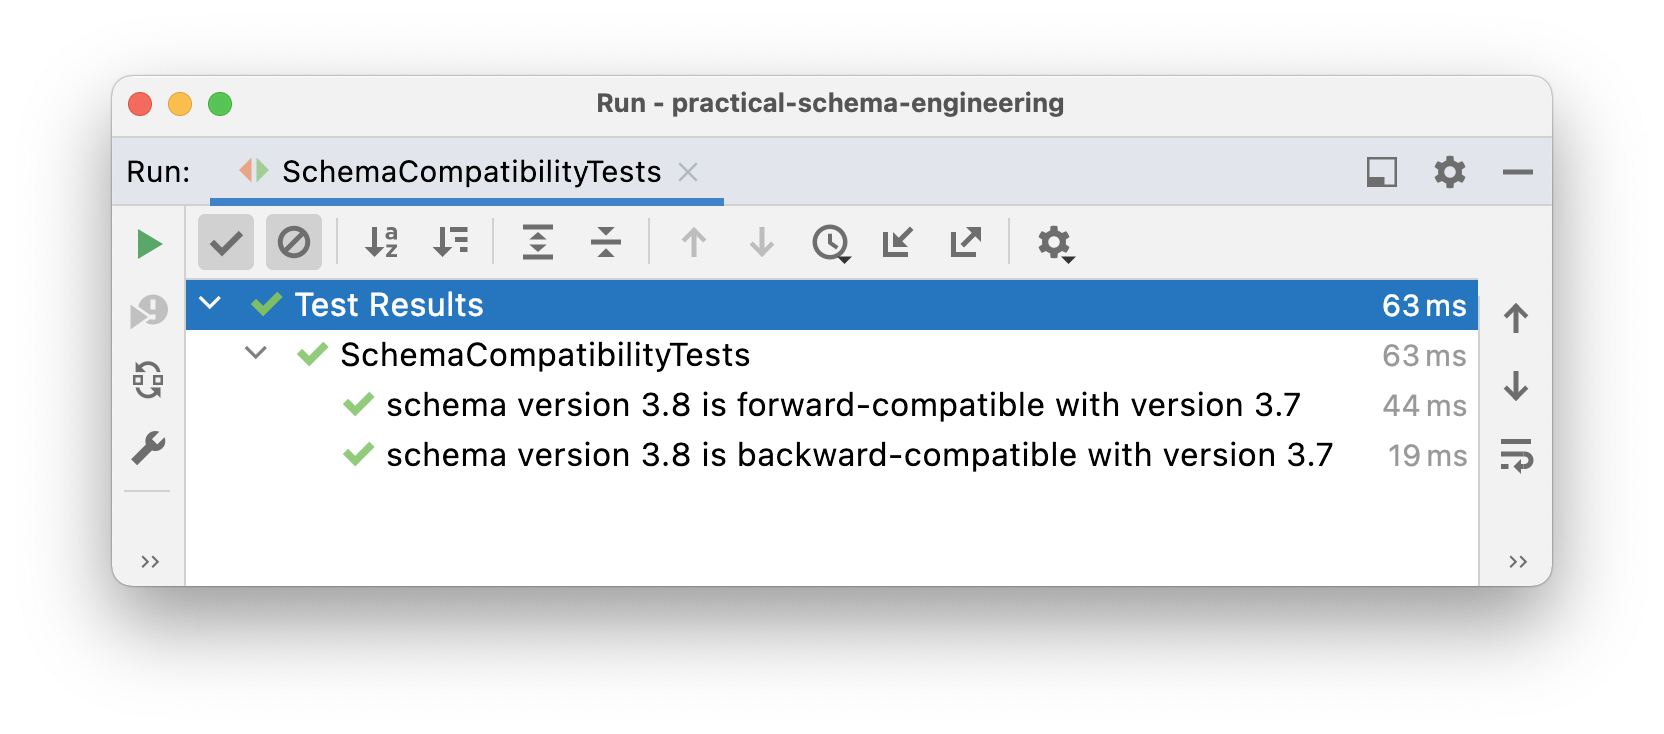 Run - practical-schema-engineering
Run: SchemaCompatibilityTests
Test Results 63 ms
SchemaCompatibilityTests 63 ms
schema version 3.8 is forward-compatible with version 3.7 44 ms
schema version 3.8 is backward-compatible with version 3.7 19 ms